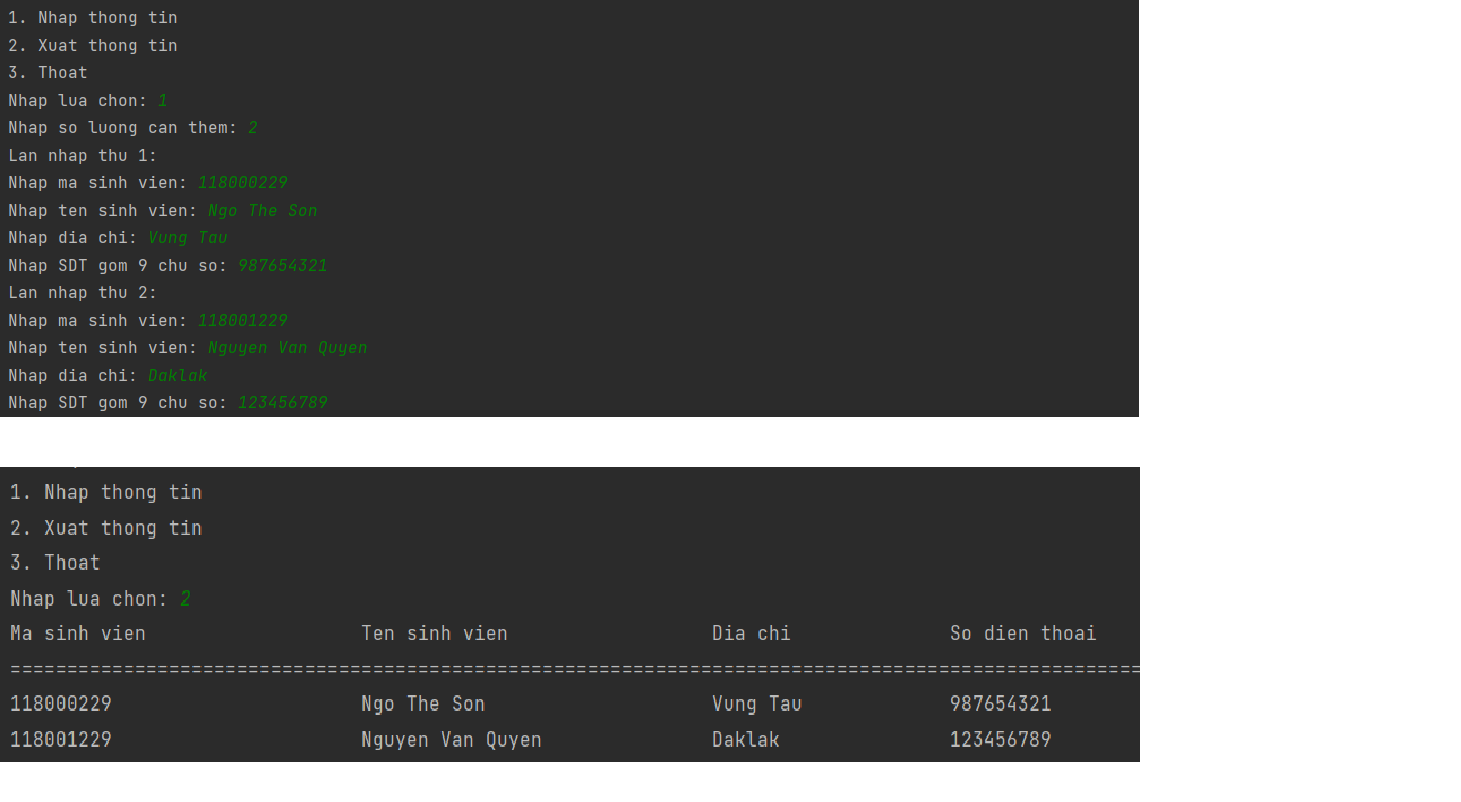 1. Nhap thong tin
2. Xuat thong tin
3. Thoat
Nhap lua chon: 1
Nhap so luong can them: 2
Lan nhap thu 1:
Nhap ma sinh vien: 118000229
Nhap ten sinh vien: Ngo The Son
Nhap dia chi: Vung Tau
Nhap SDT gom 9 chu so: 987654321
Lan nhap thu 2:
Nhap ma sinh vien: 118001229
Nhap ten sinh vien: Nguyen Van Quyen
Nhap dia chi: Daklak
Nhap SDT gom 9 chu so: 123456789
1. Nhap thong tin
2. Xuat thong tin
3. Thoat
Nhap lua chon: 2
Ma sinh vien Ten sinh vien Dia chi So dien thoai
====================================================================================================
118000229 Ngo The Son Vung Tau 987654321
118001229 Nguyen Van Quyen Daklak 123456789